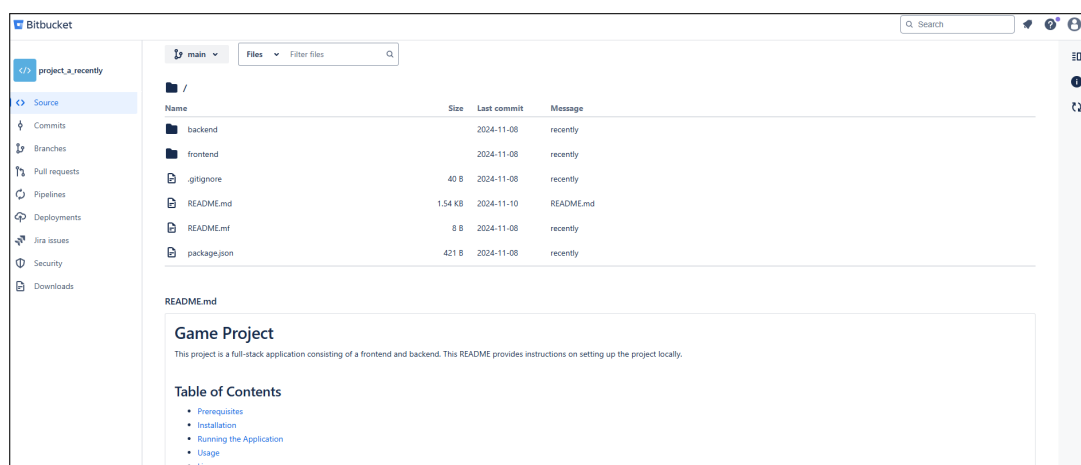 Bitbucket
Search
project_a_recently
Source
Commits
Branches
Pull requests
Pipelines
Deployments
Jira issues
Security
Downloads
main
Files Filter files
/
Name Size Last commit Message
backend 2024-11-08 recently
frontend 2024-11-08 recently
.gitignore 40 B 2024-11-08 recently
README.md 1.54 KB 2024-11-10 README.md
README.mf 8 B 2024-11-08 recently
package.json 421 B 2024-11-08 recently
README.md
Game Project
This project is a full-stack application consisting of a frontend and backend. This README provides instructions on setting up the project locally.
Table of Contents
Prerequisites
Installation
Running the Application
Usage